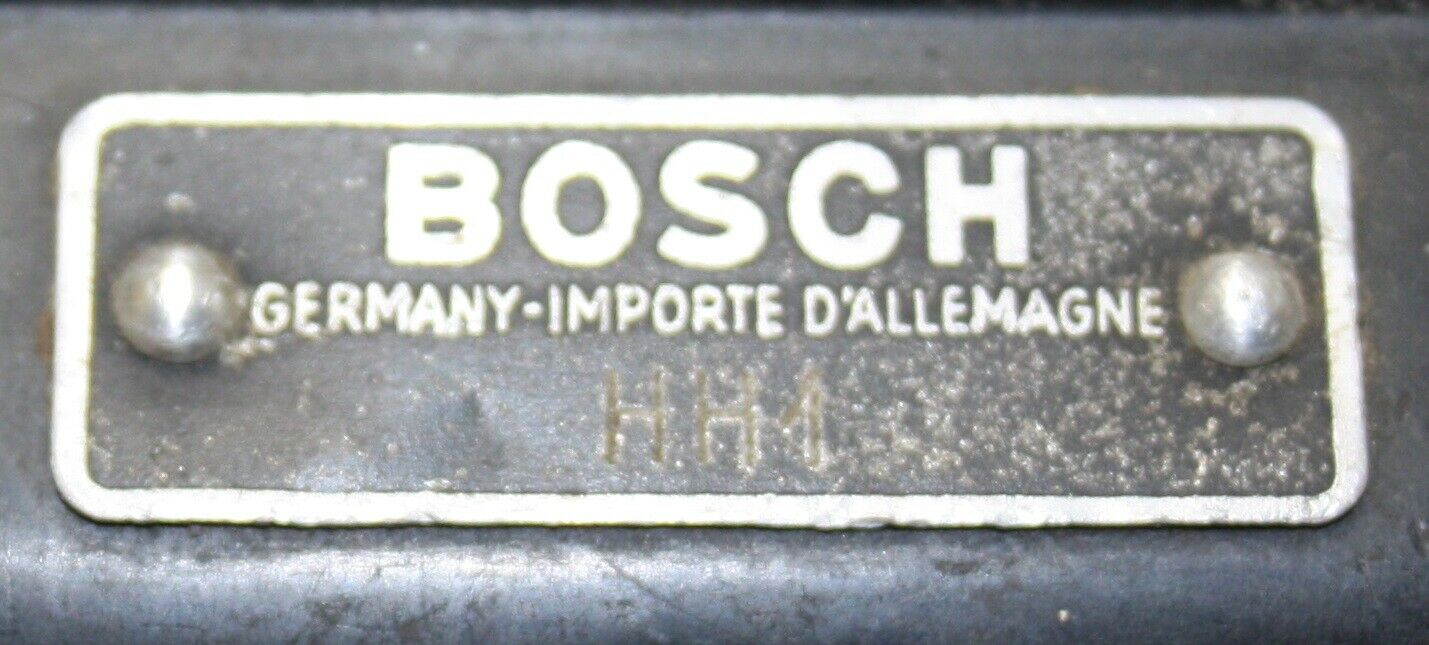 BOSCH
GERMANY-IMPORTE D'ALLEMAGNE
HH1